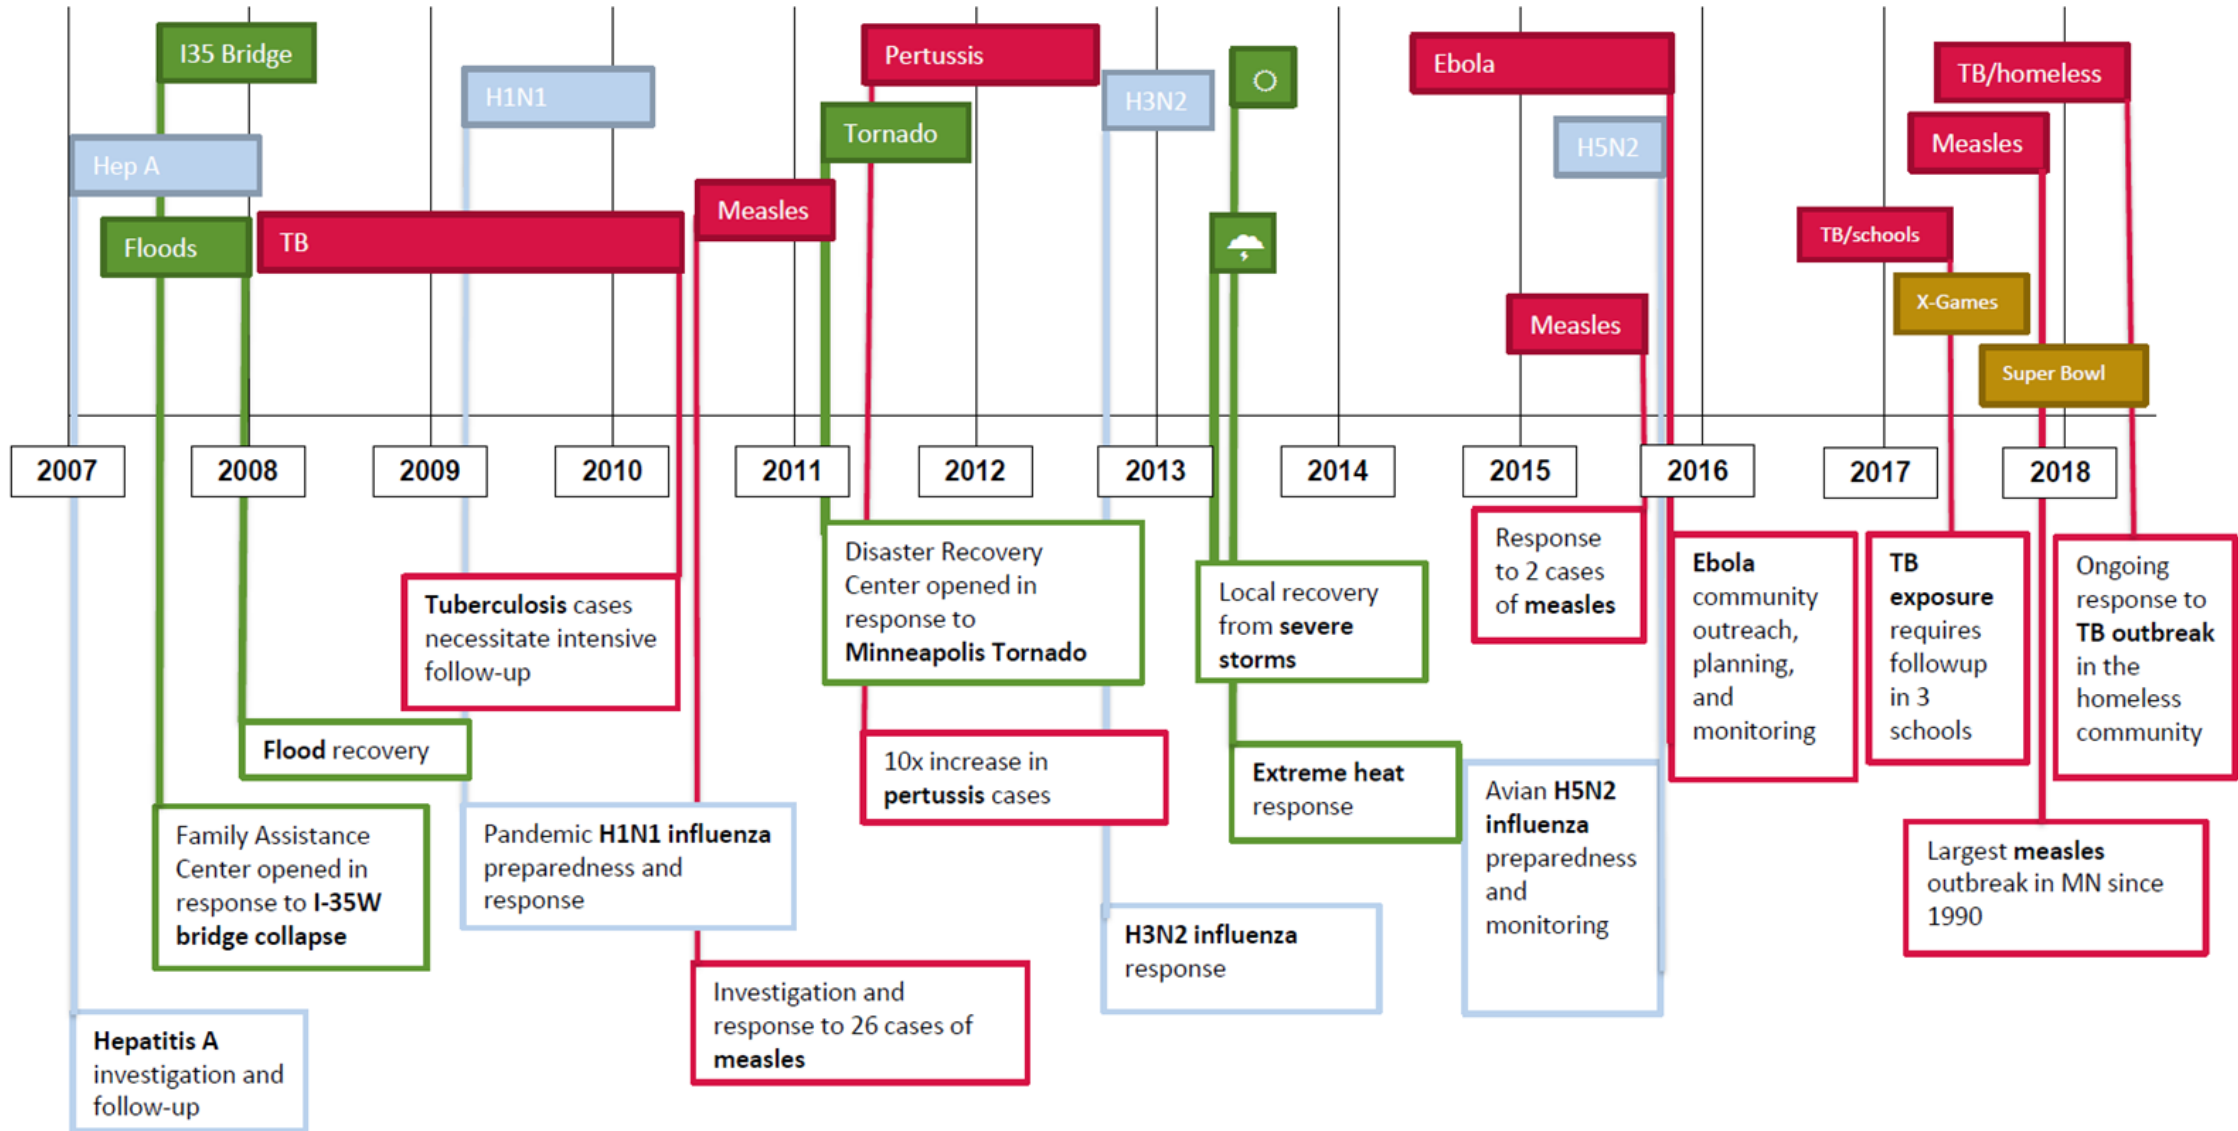 I35 Bridge
Pertussis
Ebola
TB/homeless
H1N1
H3N2
Tornado
H5N2
Measles
Hep A
Measles
Floods
TB
TB/schools
X-Games
Measles
Super Bowl
2007
2008
2009
2010
2011
2012
2013
2014
2015
2016
2017
2018
Hepatitis A
investigation and
follow-up
Family Assistance
Center opened in
response to I-35W
bridge collapse
Flood recovery
Tuberculosis cases
necessitate intensive
follow-up
Pandemic H1N1 influenza
preparedness and
response
Investigation and
response to 26 cases of
measles
Disaster Recovery
Center opened in
response to
Minneapolis Tornado
10x increase in
pertussis cases
H3N2 influenza
response
Local recovery
from severe
storms
Extreme heat
response
Response
to 2 cases
of measles
Avian H5N2
influenza
preparedness
and
monitoring
Ebola
community
outreach,
planning,
and
monitoring
TB
exposure
requires
followup
in 3
schools
Largest measles
outbreak in MN since
1990
Ongoing
response to
TB outbreak
in the
homeless
community